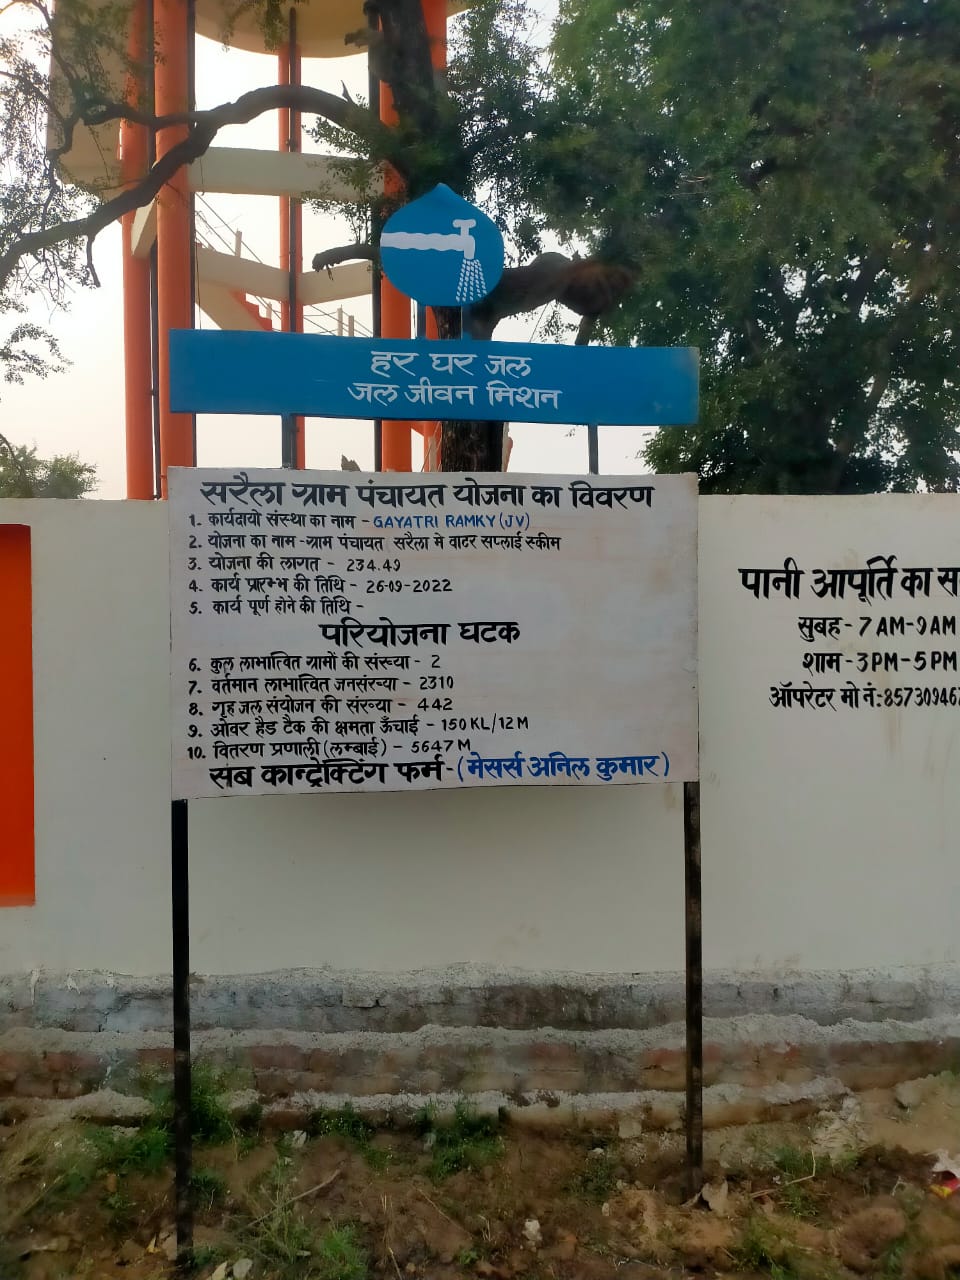 हर घर जल
जल जीवन मिशन
सरैला ग्राम पंचायत योजना का विवरण
1. कार्यदायो संस्था का नाम - GAYATRI RAMKY (JV)
2. योजना का नाम - ग्राम पंचायत सरैला मे वाटर सप्लाई स्कीम
3. योजना की लागत - 234.49
4. कार्य प्रारम्भ की तिथि - 26-09-2022
5. कार्य पूर्ण होने की तिथि -
परियोजना घटक
6. कुल लाभान्वित ग्रामों की संख्या - 2
7. वर्तमान लाभान्वित जनसंख्या - 2310
8. गृह जल संयोजन की संख्या - 442
9. ओवर हैड टैंक की क्षमता ऊँचाई - 150 KL/12 M
10. वितरण प्रणाली (लम्बाई) - 5647 M
सब कान्ट्रेक्टिंग फर्म - (मेसर्स अनिल कुमार)
पानी आपूर्ति का
सुबह - 7 AM-9 AM
शाम - 3 PM-5 PM
ऑपरेटर मो नं:8573094